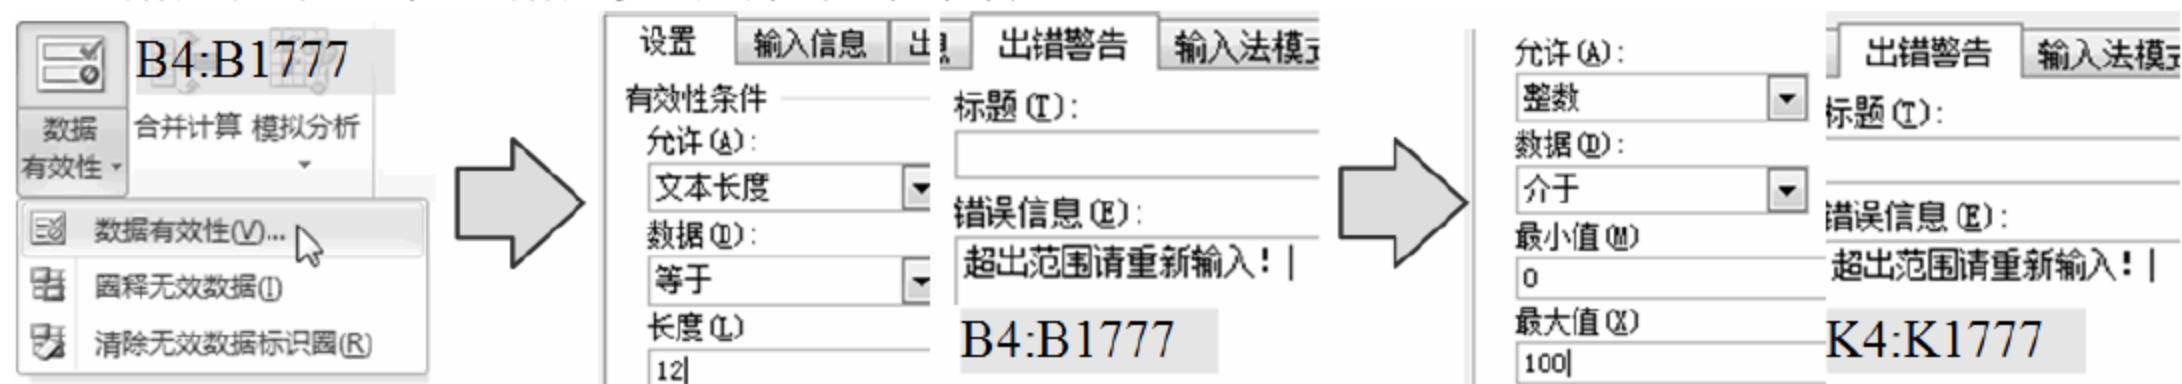 B4:B1777
数据
有效性
合并计算 模拟分析
数据有效性(V)...
圈释无效数据(I)
清除无效数据标识圈(R)
设置
输入信息
有效性条件
允许(A):
文本长度
数据(D):
等于
长度(L)
12
出错警告
输入法模式
标题(T):
错误信息(E):
超出范围请重新输入!
B4:B1777
允许(A):
整数
数据(D):
介于
最小值(M)
0
最大值(X)
100
出错警告
输入法模式
标题(T):
错误信息(E):
超出范围请重新输入!
K4:K1777